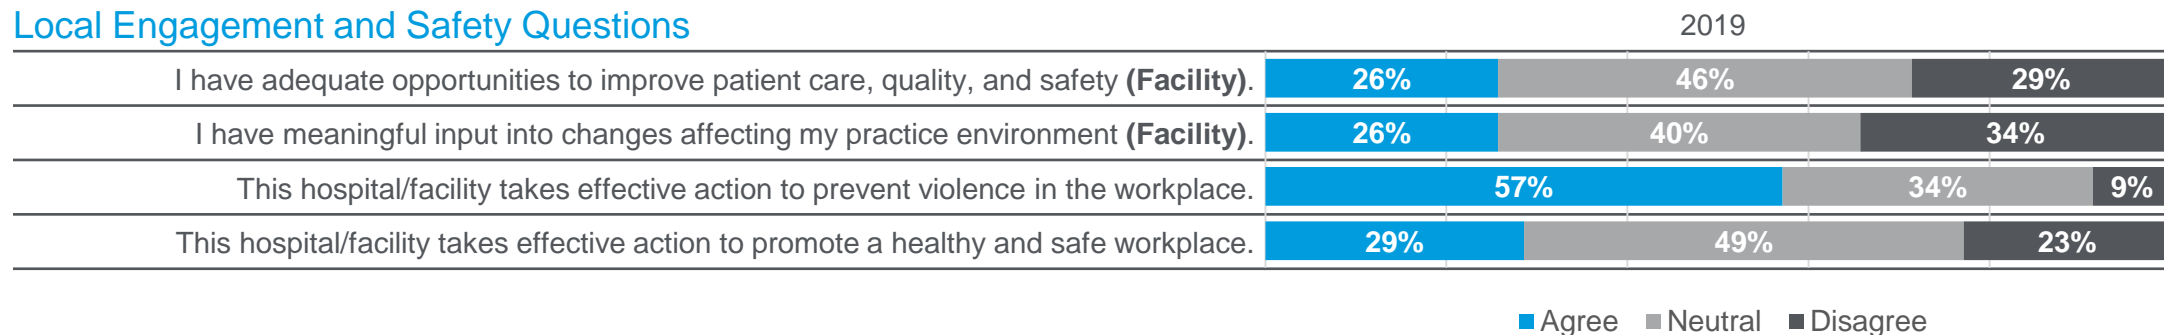 Local Engagement and Safety Questions 2019
I have adequate opportunities to improve patient care, quality, and safety (Facility). 26% 46% 29%
I have meaningful input into changes affecting my practice environment (Facility). 26% 40% 34%
This hospital/facility takes effective action to prevent violence in the workplace. 57% 34% 9%
This hospital/facility takes effective action to promote a healthy and safe workplace. 29% 49% 23%
Agree Neutral Disagree